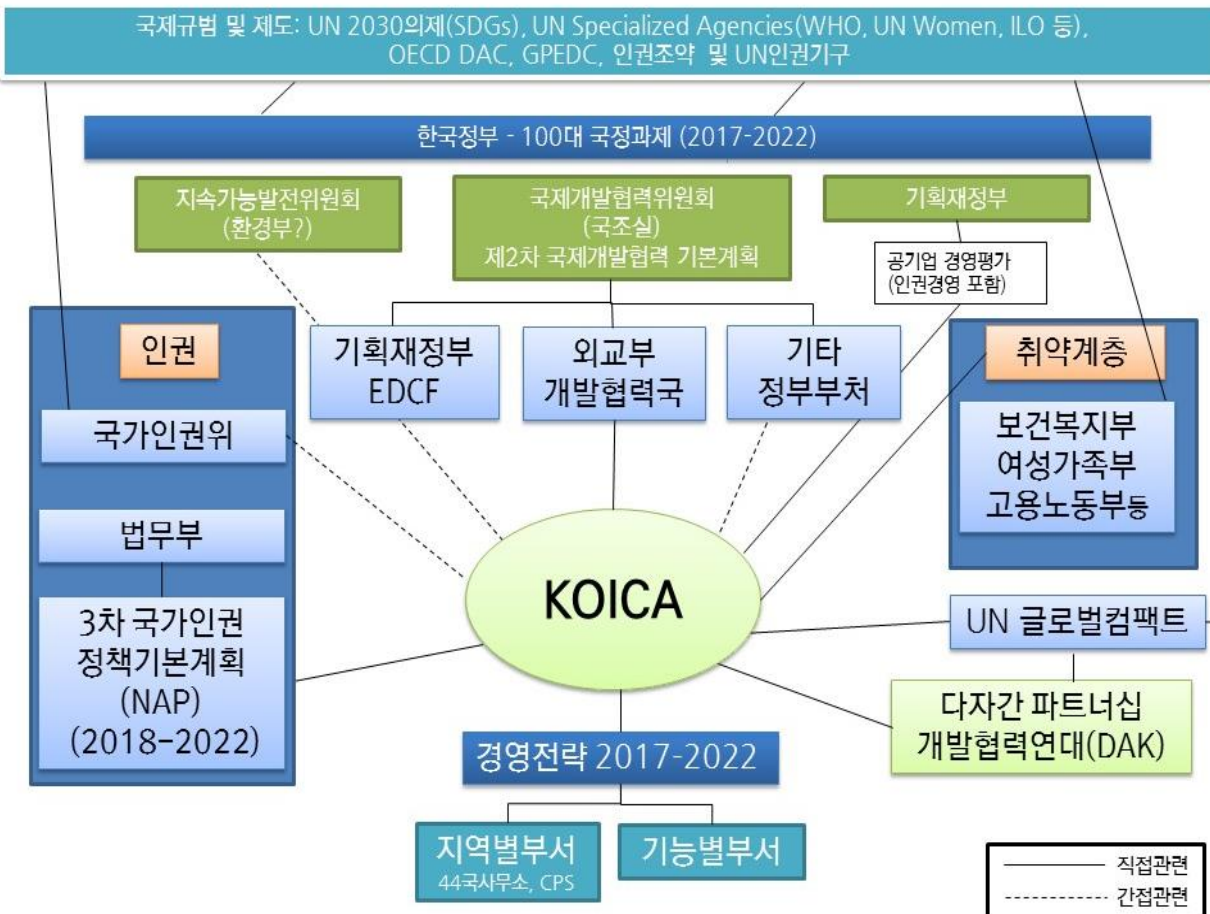 국제규범 및 제도: UN 2030의제(SDGs), UN Specialized Agencies(WHO, UN Women, ILO 등),
OECD DAC, GPEDC, 인권조약 및 UN인권기구
한국정부 - 100대 국정과제 (2017-2022)
지속가능발전위원회
(환경부?)
국제개발협력위원회
(국조실)
제2차 국제개발협력 기본계획
기획재정부
공기업 경영평가
(인권경영 포함)
인권
국가인권위
법무부
3차 국가인권
정책기본계획
(NAP)
(2018-2022)
기획재정부
EDCF
외교부
개발협력국
기타
정부부처
취약계층
보건복지부
여성가족부
고용노동부등
KOICA
UN 글로벌컴팩트
다자간 파트너십
개발협력연대(DAK)
경영전략 2017-2022
지역별부서
44국사무소, CPS
기능별부서
직접관련
간접관련